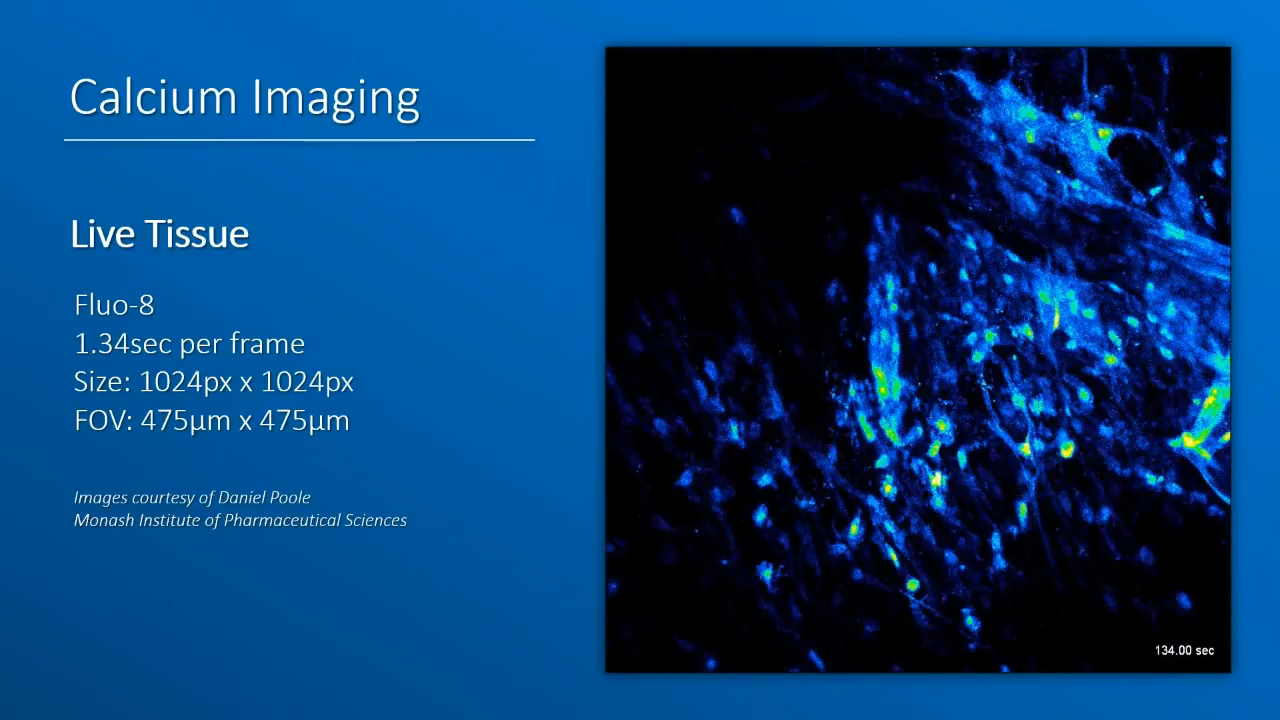 Calcium Imaging
Live Tissue
Fluo-8
1.34sec per frame
Size: 1024px x 1024px
FOV: 475µm x 475µm
Images courtesy of Daniel Poole
Monash Institute of Pharmaceutical Sciences
134.00 sec